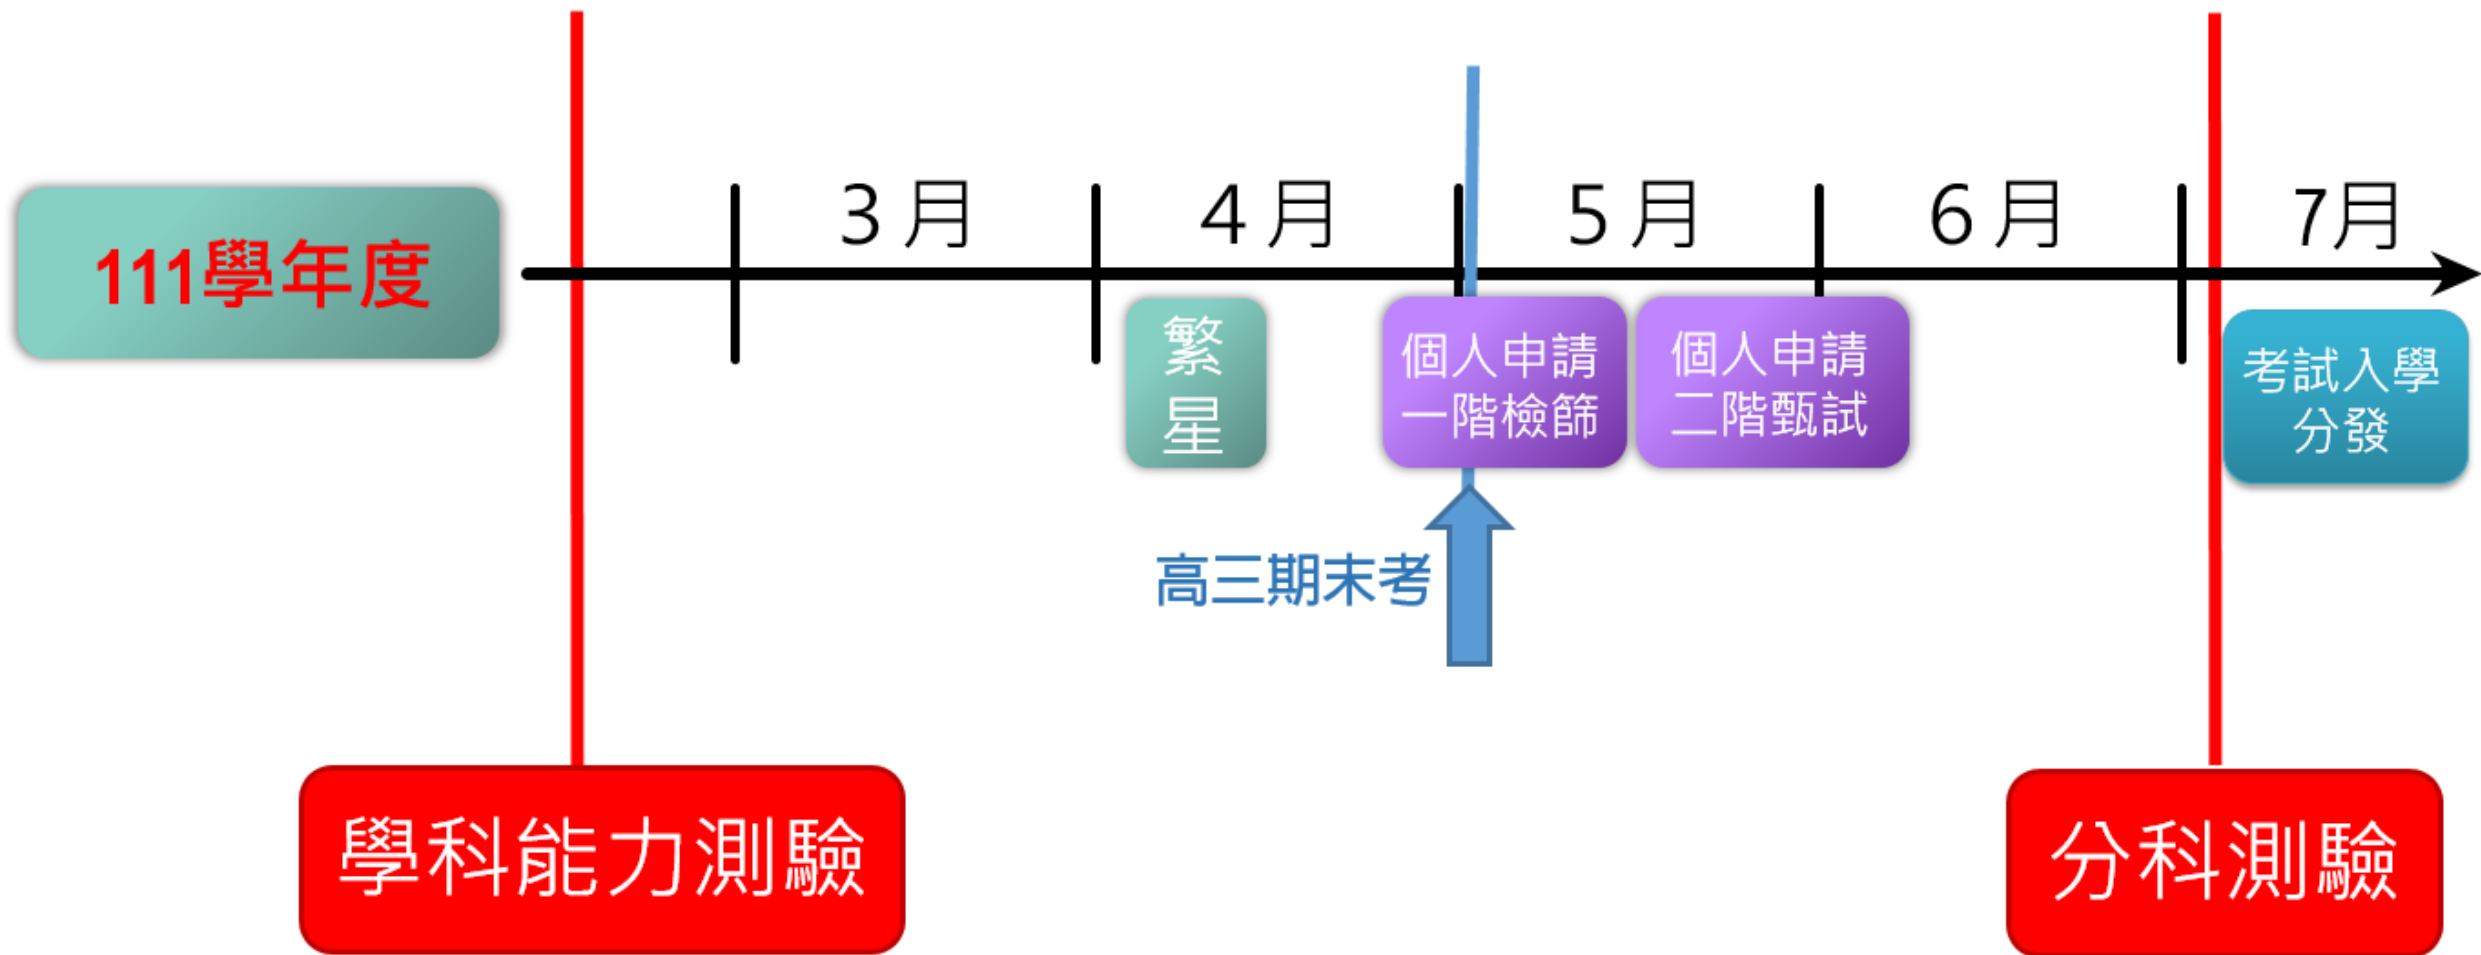 3月
4月
5月
6月
7月
111學年度
繁
星
個人申請
一階檢篩
個人申請
二階甄試
考試入學
分發
高三期末考
學科能力測驗
分科測驗